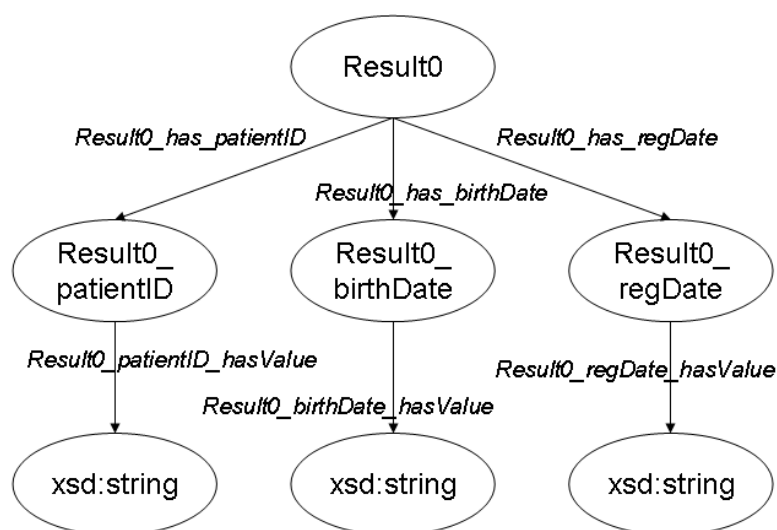 Result0
Result0_has_patientID
Result0_has_regDate
Result0_has_birthDate
Result0_
patientID
Result0_
birthDate
Result0_
regDate
Result0_patientID_hasValue
Result0_regDate_hasValue
Result0_birthDate_hasValue
xsd:string
xsd:string
xsd:string